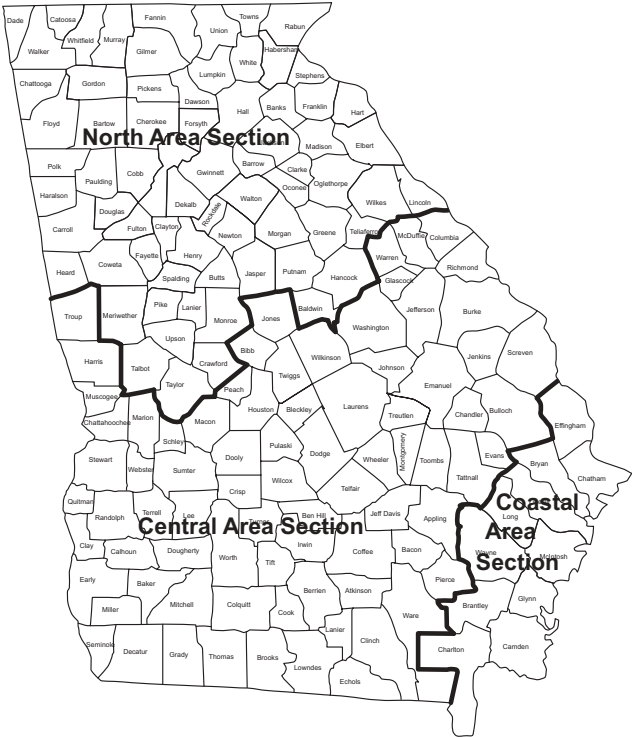 Dade
Catoosa
Fannin
Towns
Rabun
Union
Whitfield
Murray
Walker
Gilmer
Habersham
White
Lumpkin
Stephens
Chattooga
Gordon
Pickens
Dawson
Banks
Franklin
Hall
Hart
Floyd
Bartow
Cherokee
Forsyth
North Area Section
Madison
Elbert
Barrow
Polk
Cobb
Gwinnett
Clarke
Paulding
Oglethorpe
Oconee
Haralson
Walton
Wilkes
Lincoln
Dekalb
Douglas
Rockdale
Carroll
Fulton
Clayton
Newton
Morgan
Greene
Teliaferro
McDuffie
Columbia
Fayette
Henry
Warren
Heard
Coweta
Spalding
Butts
Jasper
Putnam
Hancock
Richmond
Glascock
Pike
Lanier
Baldwin
Jefferson
Burke
Troup
Meriwether
Monroe
Jones
Washington
Upson
Bibb
Wilkinson
Screven
Jenkins
Harris
Talbot
Crawford
Johnson
Twiggs
Taylor
Peach
Emanuel
Muscogee
Houston
Bleckley
Laurens
Treutlen
Chandler
Bulloch
Chattahoochee
Marion
Macon
Effingham
Schley
Pulaski
Dodge
Montgomery
Evans
Stewart
Dooly
Wheeler
Toombs
Bryan
Webster
Sumter
Tattnall
Chatham
Wilcox
Telfair
Crisp
Quitman
Randolph
Terrell
Lee
Turner
Ben Hill
Jeff Davis
Appling
Coastal
Long
Central Area Section
Area
Clay
Calhoun
Dougherty
Worth
Irwin
Coffee
Bacon
Wayne
McIntosh
Tift
Section
Early
Baker
Pierce
Berrien
Atkinson
Miller
Mitchell
Colquitt
Cook
Ware
Brantley
Glynn
Lanier
Seminole
Decatur
Grady
Thomas
Brooks
Lowndes
Clinch
Charlton
Camden
Echols